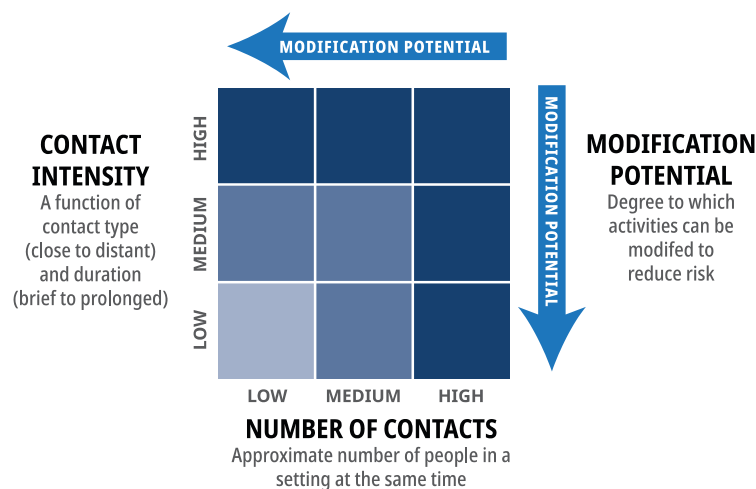 MODIFICATION POTENTIAL
CONTACT
INTENSITY
A function of
contact type
(close to distant)
and duration
(brief to prolonged)
HIGH
MEDIUM
LOW
LOW MEDIUM HIGH
NUMBER OF CONTACTS
Approximate number of people in a
setting at the same time
MODIFICATION POTENTIAL
MODIFICATION
POTENTIAL
Degree to which
activities can be
modifed to
reduce risk